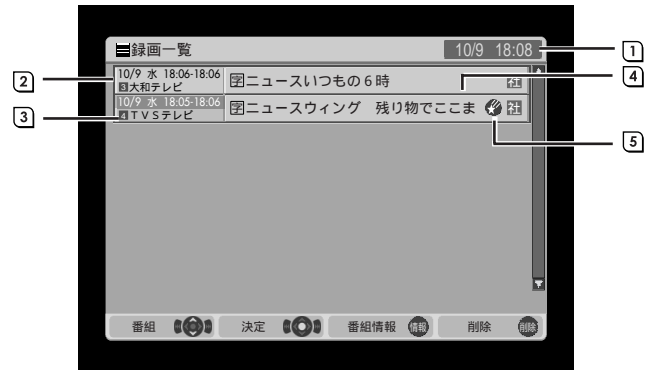 録画一覧 10/9 18:08 1
2 10/9 水 18:06-18:06 字ニュースいつもの6時 社 4
3大和テレビ
10/9 水 18:05-18:06 字ニュースウィング 残り物でここま 社
3 4TVSテレビ 5
番組 決定 番組情報 情報 削除 削除